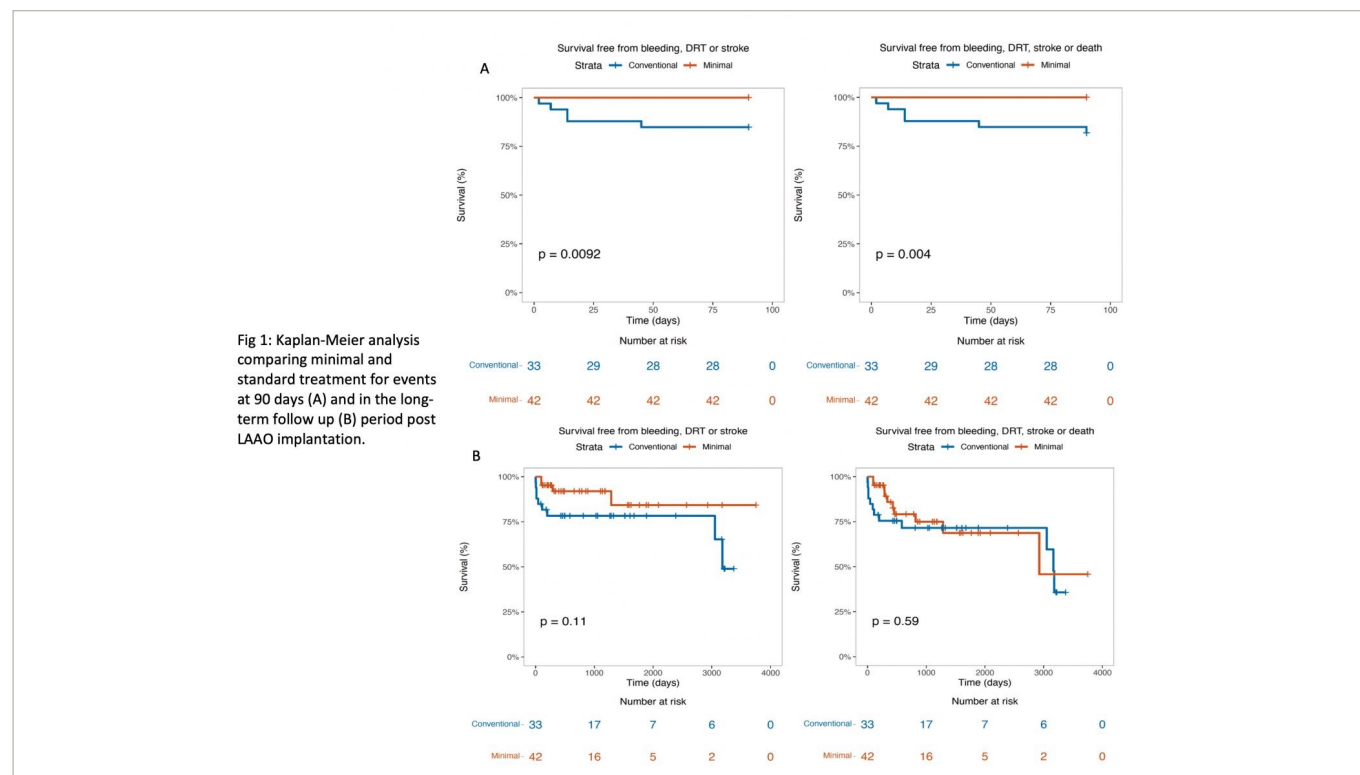 A
Survival free from bleeding, DRT or stroke
Strata Conventional Minimal
100%
75%
50%
25%
0%
Survival (%)
p = 0.0092
0 25 50 75 100
Time (days)
Number at risk
Conventional 33 29 28 28 0
Minimal 42 42 42 42 0
Survival free from bleeding, DRT, stroke or death
Strata Conventional Minimal
100%
75%
50%
25%
0%
Survival (%)
p = 0.004
0 25 50 75 100
Time (days)
Number at risk
33 29 28 28 0
42 42 42 42 0
Fig 1: Kaplan-Meier analysis
comparing minimal and
standard treatment for events
at 90 days (A) and in the long-
term follow up (B) period post
LAAO implantation.
B
Survival free from bleeding, DRT or stroke
Strata Conventional Minimal
100%
75%
50%
25%
0%
Survival (%)
p = 0.11
0 1000 2000 3000 4000
Time (days)
Number at risk
Conventional 33 17 7 6 0
Minimal 42 16 5 2 0
Survival free from bleeding, DRT, stroke or death
Strata Conventional Minimal
100%
75%
50%
25%
0%
Survival (%)
p = 0.59
0 1000 2000 3000 4000
Time (days)
Number at risk
Conventional 33 17 7 6 0
Minimal 42 16 5 2 0